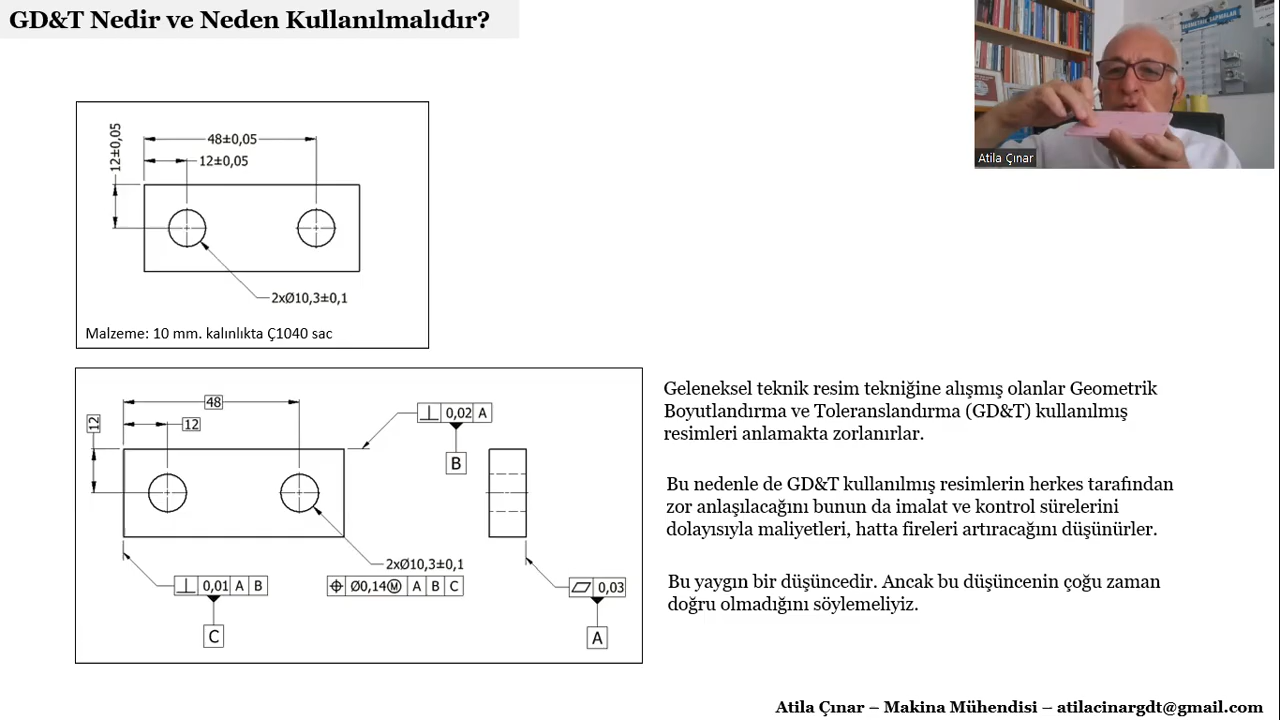 GD&T Nedir ve Neden Kullanılmalıdır?
Atila Çınar
48±0,05
12±0,05
12±0,05
2xØ10,3±0,1
Malzeme: 10 mm. kalınlıkta Ç1040 sac
48
12
12
⟂ 0,02 A
B
2xØ10,3±0,1
⌖ Ø0,14Ⓜ A B C
⟂ 0,01 A B
C
⏥ 0,03
A
Geleneksel teknik resim tekniğine alışmış olanlar Geometrik
Boyutlandırma ve Toleranslandırma (GD&T) kullanılmış
resimleri anlamakta zorlanırlar.
Bu nedenle de GD&T kullanılmış resimlerin herkes tarafından
zor anlaşılacağını bunun da imalat ve kontrol sürelerini
dolayısıyla maliyetleri, hatta fireleri artıracağını düşünürler.
Bu yaygın bir düşüncedir. Ancak bu düşüncenin çoğu zaman
doğru olmadığını söylemeliyiz.
Atila Çınar – Makina Mühendisi – atilacinargdt@gmail.com